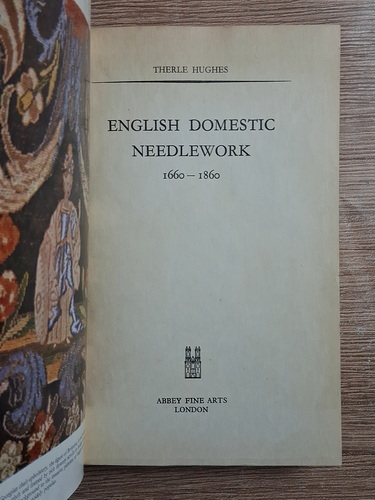 THERLE HUGHES
ENGLISH DOMESTIC
NEEDLEWORK
1660 – 1860
ABBEY FINE ARTS
LONDON